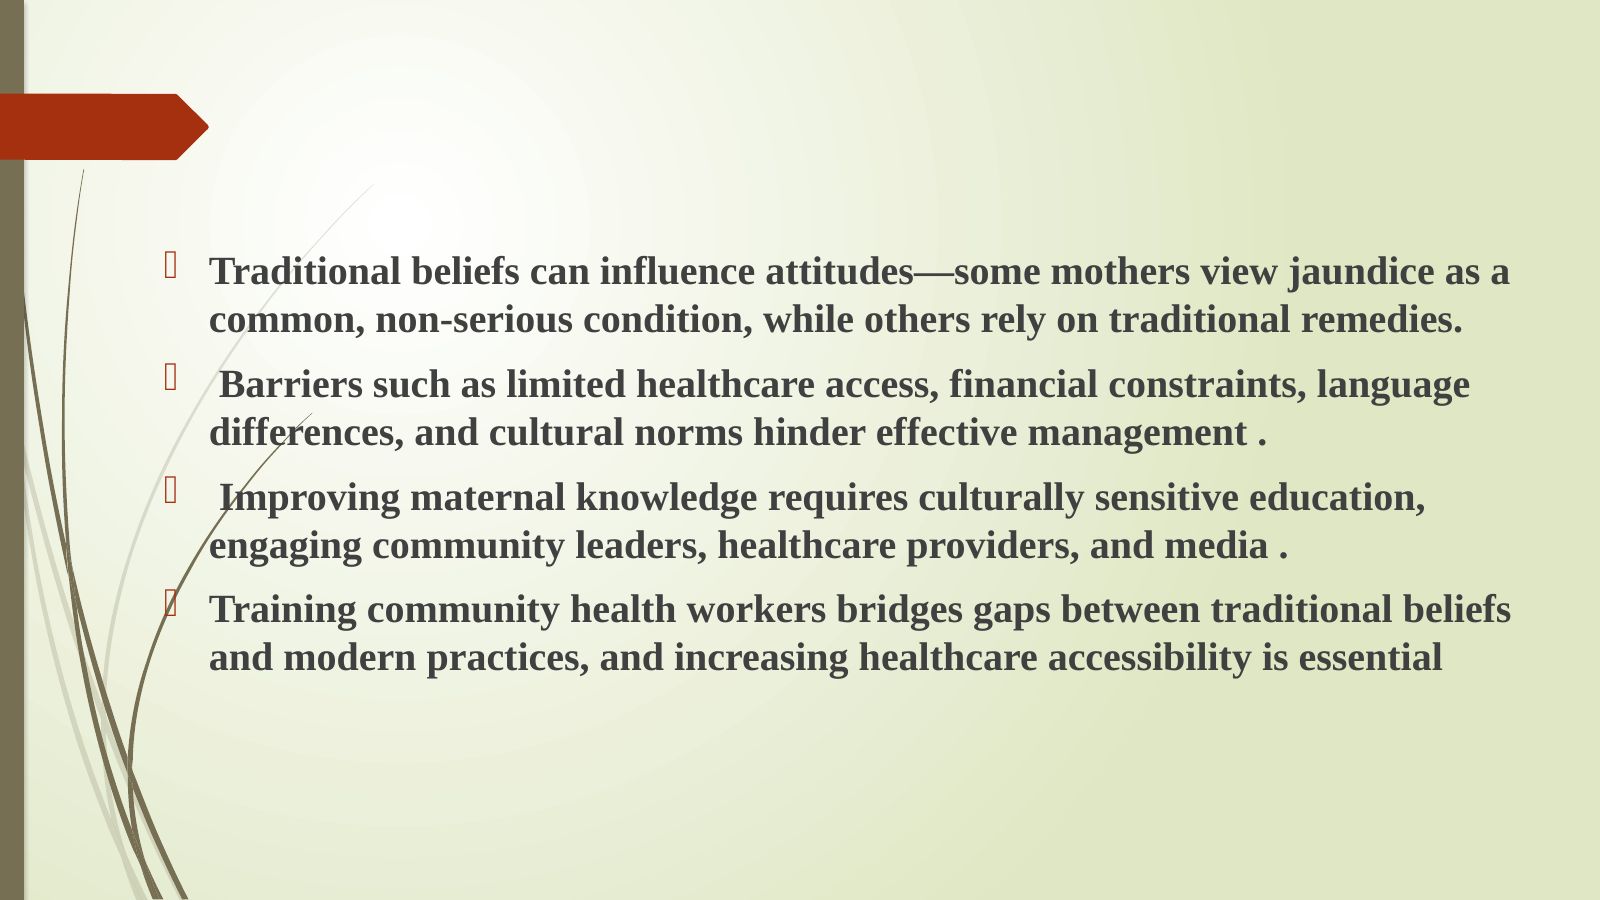 Traditional beliefs can influence attitudes—some mothers view jaundice as a
common, non-serious condition, while others rely on traditional remedies.
Barriers such as limited healthcare access, financial constraints, language
differences, and cultural norms hinder effective management .
Improving maternal knowledge requires culturally sensitive education,
engaging community leaders, healthcare providers, and media .
Training community health workers bridges gaps between traditional beliefs
and modern practices, and increasing healthcare accessibility is essential